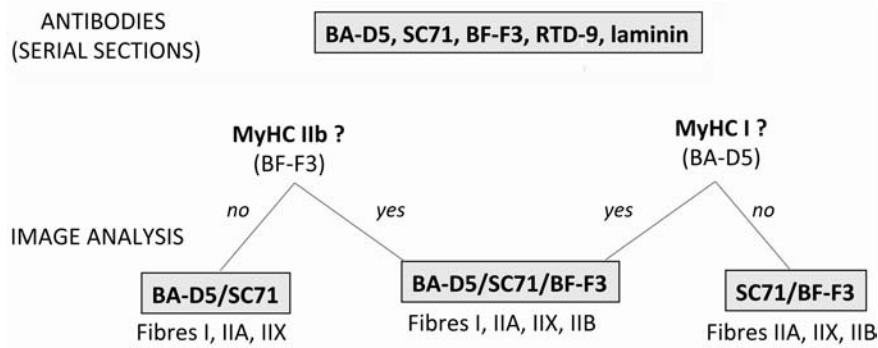 ANTIBODIES
(SERIAL SECTIONS)
BA-D5, SC71, BF-F3, RTD-9, laminin
MyHC IIb ?
(BF-F3)
MyHC I ?
(BA-D5)
no
yes
yes
no
IMAGE ANALYSIS
BA-D5/SC71
BA-D5/SC71/BF-F3
SC71/BF-F3
Fibres I, IIA, IIX
Fibres I, IIA, IIX, IIB
Fibres IIA, IIX, IIB